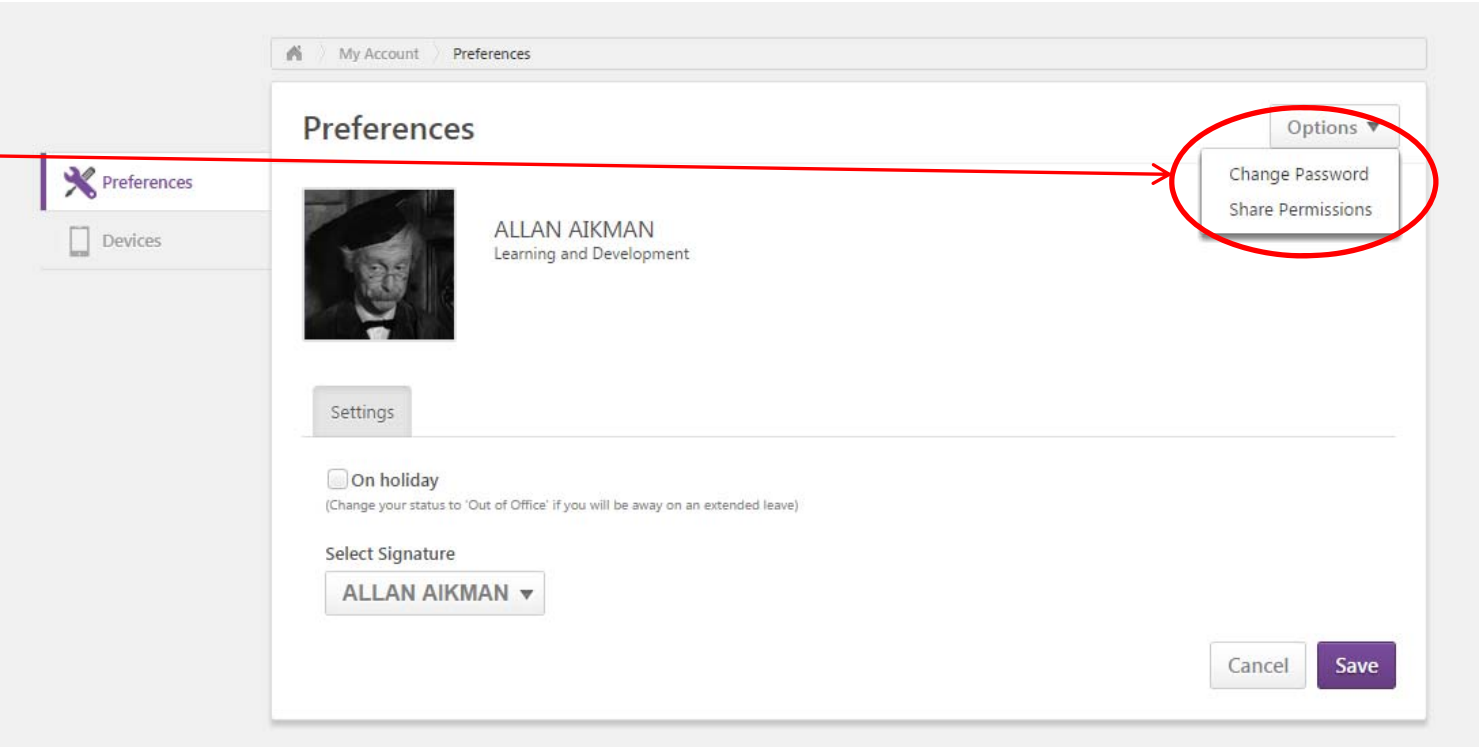 My Account Preferences
Preferences
Options ▼
Change Password
Share Permissions
Preferences
Devices
ALLAN AIKMAN
Learning and Development
Settings
On holiday
(Change your status to 'Out of Office' if you will be away on an extended leave)
Select Signature
ALLAN AIKMAN ▼
Cancel Save